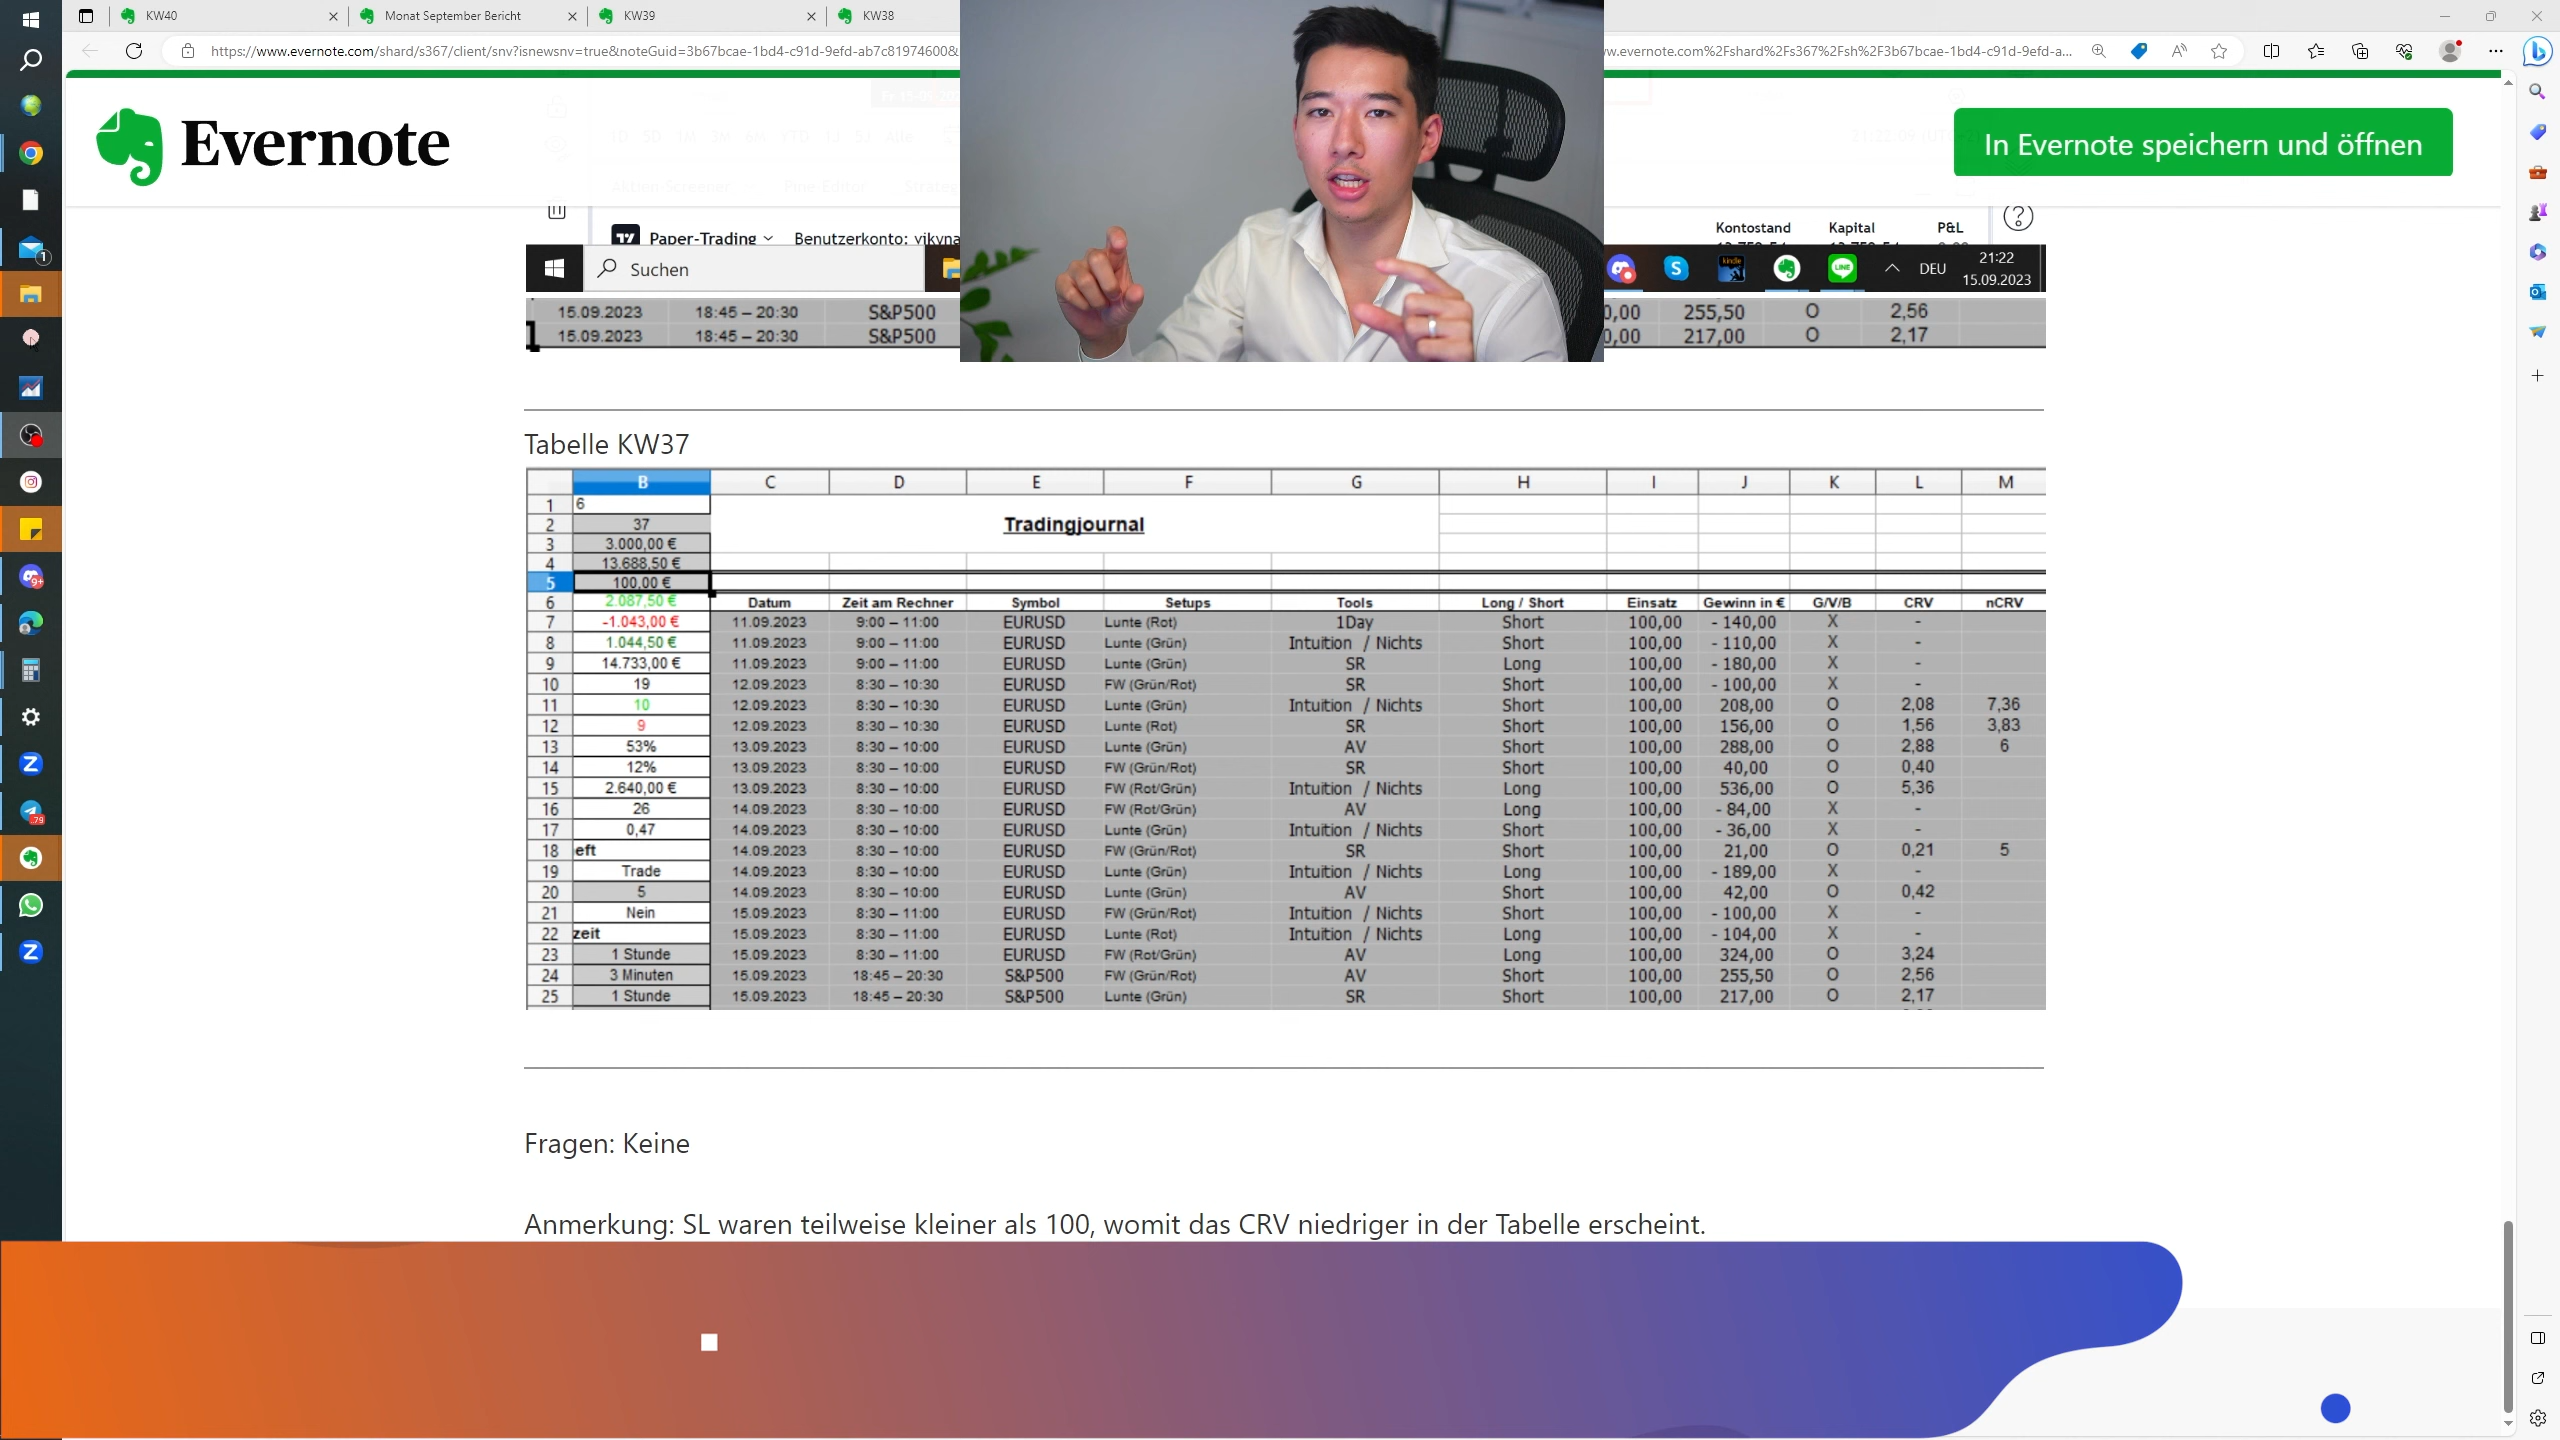 KW40
Monat September Bericht
KW39
KW38
https://www.evernote.com/shard/s367/client/snv?isnewsnv=true&noteGuid=3b67bcae-1bd4-c91d-9efd-ab7c81974600&
w.evernote.com%2Fshard%2Fs367%2Fsh%2F3b67bcae-1bd4-c91d-9efd-a...
Evernote
In Evernote speichern und öffnen
Paper-Trading
Benutzerkonto: vikyna
Kontostand
Kapital
P&L
Suchen
DEU
21:22
15.09.2023
15.09.2023 18:45 – 20:30 S&P500 0,00 255,50 O 2,56
15.09.2023 18:45 – 20:30 S&P500 0,00 217,00 O 2,17
Tabelle KW37
B C D E F G H I J K L M
1 6
2 37 Tradingjournal
3 3.000,00 €
4 13.688,50 €
5 100,00 €
6 2.087,50 € Datum Zeit am Rechner Symbol Setups Tools Long / Short Einsatz Gewinn in € G/V/B CRV nCRV
7 -1.043,00 € 11.09.2023 9:00 – 11:00 EURUSD Lunte (Rot) 1Day Short 100,00 - 140,00 X -
8 1.044,50 € 11.09.2023 9:00 – 11:00 EURUSD Lunte (Grün) Intuition / Nichts Short 100,00 - 110,00 X -
9 14.733,00 € 11.09.2023 9:00 – 11:00 EURUSD Lunte (Grün) SR Long 100,00 - 180,00 X -
10 19 12.09.2023 8:30 – 10:30 EURUSD FW (Grün/Rot) SR Short 100,00 - 100,00 X -
11 10 12.09.2023 8:30 – 10:30 EURUSD Lunte (Grün) Intuition / Nichts Short 100,00 208,00 O 2,08 7,36
12 9 12.09.2023 8:30 – 10:30 EURUSD Lunte (Rot) SR Short 100,00 156,00 O 1,56 3,83
13 53% 13.09.2023 8:30 – 10:00 EURUSD Lunte (Grün) AV Short 100,00 288,00 O 2,88 6
14 12% 13.09.2023 8:30 – 10:00 EURUSD FW (Grün/Rot) SR Short 100,00 40,00 O 0,40
15 2.640,00 € 13.09.2023 8:30 – 10:00 EURUSD FW (Rot/Grün) Intuition / Nichts Long 100,00 536,00 O 5,36
16 26 14.09.2023 8:30 – 10:00 EURUSD FW (Rot/Grün) AV Long 100,00 - 84,00 X -
17 0,47 14.09.2023 8:30 – 10:00 EURUSD Lunte (Grün) Intuition / Nichts Short 100,00 - 36,00 X -
18 eft 14.09.2023 8:30 – 10:00 EURUSD FW (Grün/Rot) SR Short 100,00 21,00 O 0,21 5
19 Trade 14.09.2023 8:30 – 10:00 EURUSD Lunte (Grün) Intuition / Nichts Long 100,00 - 189,00 X -
20 5 14.09.2023 8:30 – 10:00 EURUSD Lunte (Grün) AV Short 100,00 42,00 O 0,42
21 Nein 15.09.2023 8:30 – 11:00 EURUSD FW (Grün/Rot) Intuition / Nichts Short 100,00 - 100,00 X -
22 zeit 15.09.2023 8:30 – 11:00 EURUSD Lunte (Rot) Intuition / Nichts Long 100,00 - 104,00 X -
23 1 Stunde 15.09.2023 8:30 – 11:00 EURUSD FW (Rot/Grün) AV Long 100,00 324,00 O 3,24
24 3 Minuten 15.09.2023 18:45 – 20:30 S&P500 FW (Grün/Rot) AV Short 100,00 255,50 O 2,56
25 1 Stunde 15.09.2023 18:45 – 20:30 S&P500 Lunte (Grün) SR Short 100,00 217,00 O 2,17
Fragen: Keine
Anmerkung: SL waren teilweise kleiner als 100, womit das CRV niedriger in der Tabelle erscheint.